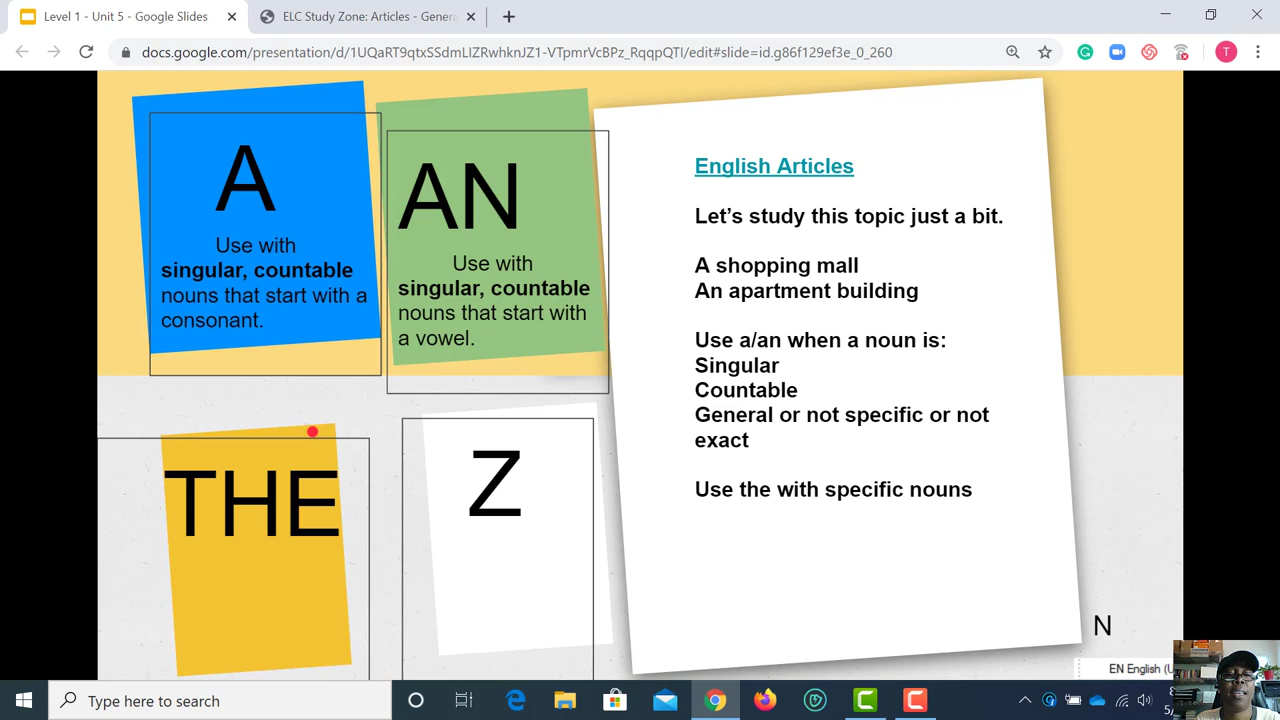 Level 1 - Unit 5 - Google Slides
ELC Study Zone: Articles - Genera
docs.google.com/presentation/d/1UQaRT9qtxSSdmLIZRwhknJZ1-VTpmrVcBPz_RqqpQTI/edit#slide=id.g86f129ef3e_0_260
T
A
Use with
singular, countable
nouns that start with a
consonant.
AN
Use with
singular, countable
nouns that start with
a vowel.
English Articles
Let's study this topic just a bit.
A shopping mall
An apartment building
Use a/an when a noun is:
Singular
Countable
General or not specific or not
exact
Use the with specific nouns
THE
Z
N
EN English (U
Type here to search